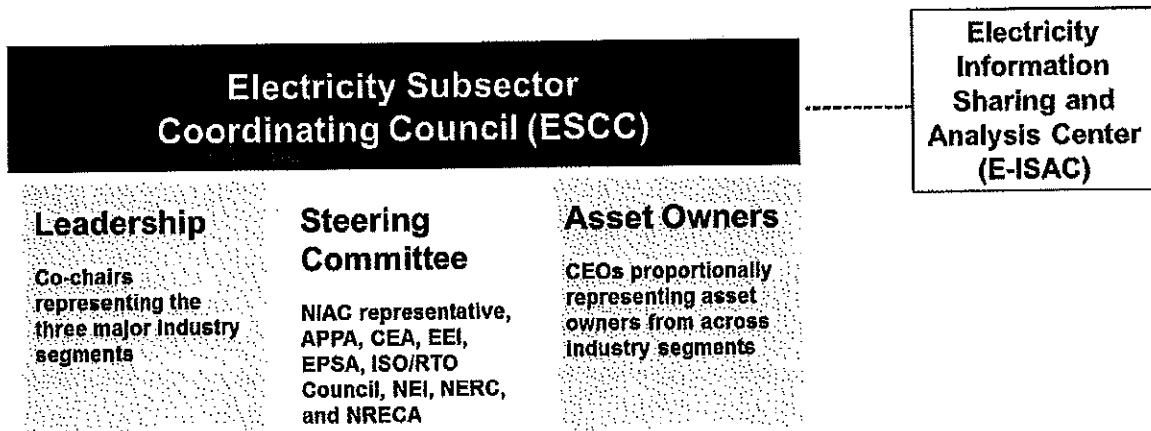 Electricity Subsector
Coordinating Council (ESCC)
Electricity
Information
Sharing and
Analysis Center
(E-ISAC)
Leadership
Co-chairs
representing the
three major industry
segments
Steering
Committee
NIAC representative,
APPA, CEA, EEI,
EPSA, ISO/RTO
Council, NEI, NERC,
and NRECA
Asset Owners
CEOs proportionally
representing asset
owners from across
industry segments